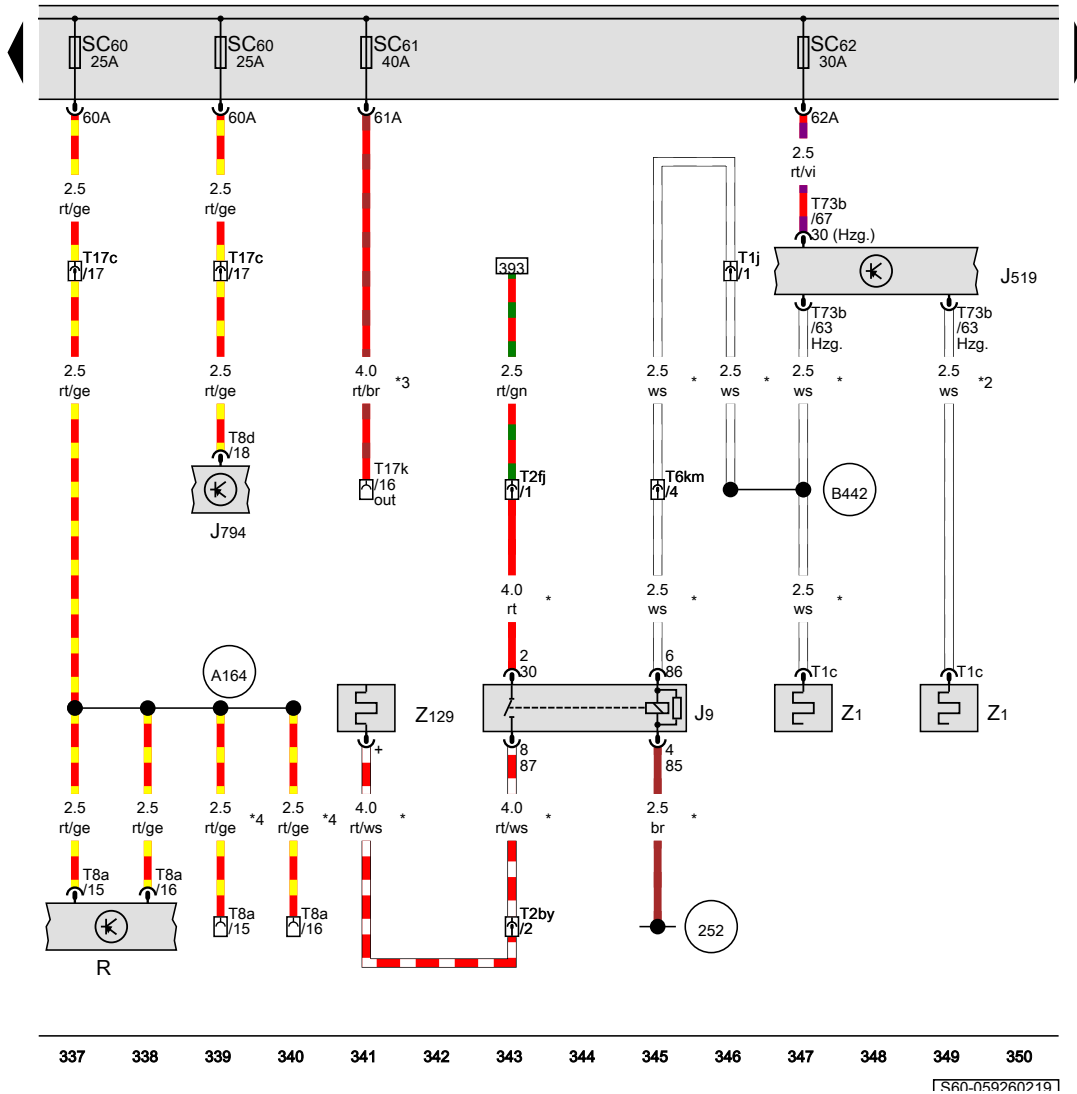 SC60 SC60 SC61 SC62
25A 25A 40A 30A
60A 60A 61A 62A
2.5
rt/vi
2.5 2.5
rt/ge rt/ge
T73b
/67
30 (Hzg.)
T17c T17c T1j
/17 /17 /1
393
J519
T73b T73b
/63 /63
Hzg. Hzg.
2.5 2.5 4.0 2.5 2.5 2.5 2.5 2.5
rt/ge rt/ge rt/br *3 rt/gn ws * ws * ws * ws *2
T8d
/18
T17k T2fj T6km
/16 /1 /4
out
B442
J794
4.0 2.5 2.5
rt * ws * ws *
2 6
30 86
T1c T1c
A164
Z129 J9 Z1 Z1
+ 8 4
87 85
2.5 2.5 2.5 *4 2.5 *4 4.0 4.0 2.5
rt/ge rt/ge rt/ge rt/ge rt/ws * rt/ws * br *
T8a T8a
/15 /16
T8a T8a T2by
/15 /16 /2
252
R
337 338 339 340 341 342 343 344 345 346 347 348 349 350
S60-059260219